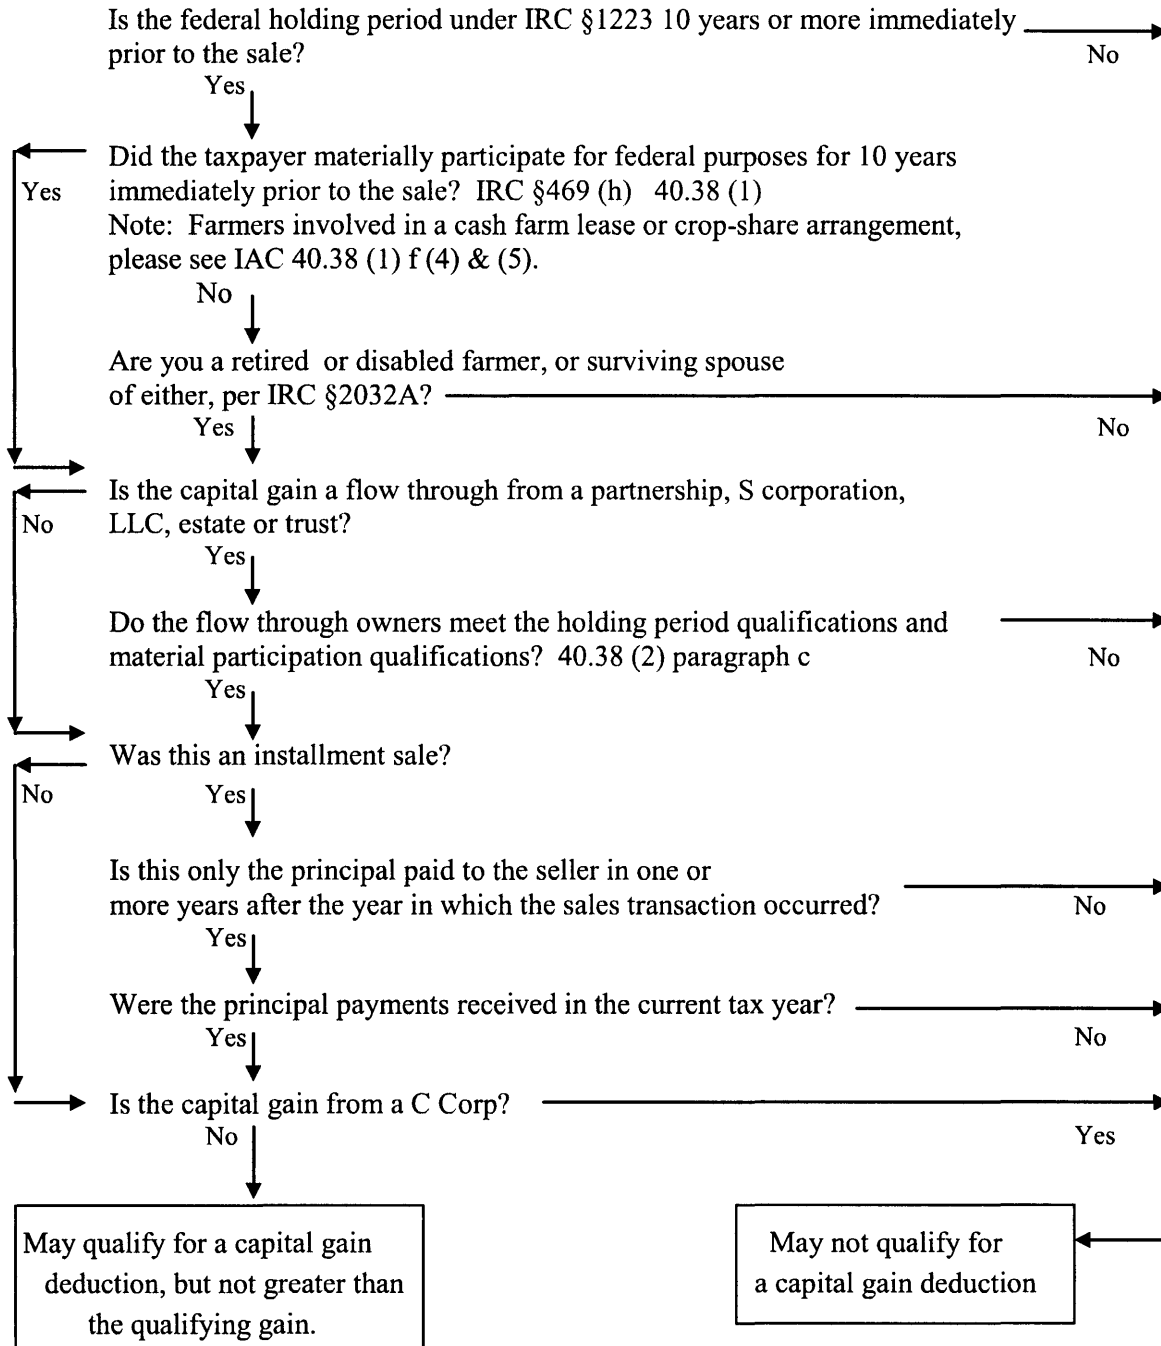 Is the federal holding period under IRC §1223 10 years or more immediately
prior to the sale?
No
Yes
Did the taxpayer materially participate for federal purposes for 10 years
Yes
immediately prior to the sale? IRC §469 (h) 40.38 (1)
Note: Farmers involved in a cash farm lease or crop-share arrangement,
please see IAC 40.38 (1) f (4) & (5).
No
Are you a retired or disabled farmer, or surviving spouse
of either, per IRC §2032A?
Yes
No
Is the capital gain a flow through from a partnership, S corporation,
No
LLC, estate or trust?
Yes
Do the flow through owners meet the holding period qualifications and
material participation qualifications? 40.38 (2) paragraph c
No
Yes
Was this an installment sale?
No
Yes
Is this only the principal paid to the seller in one or
more years after the year in which the sales transaction occurred?
No
Yes
Were the principal payments received in the current tax year?
Yes
No
Is the capital gain from a C Corp?
No
Yes
May qualify for a capital gain
deduction, but not greater than
the qualifying gain.
May not qualify for
a capital gain deduction